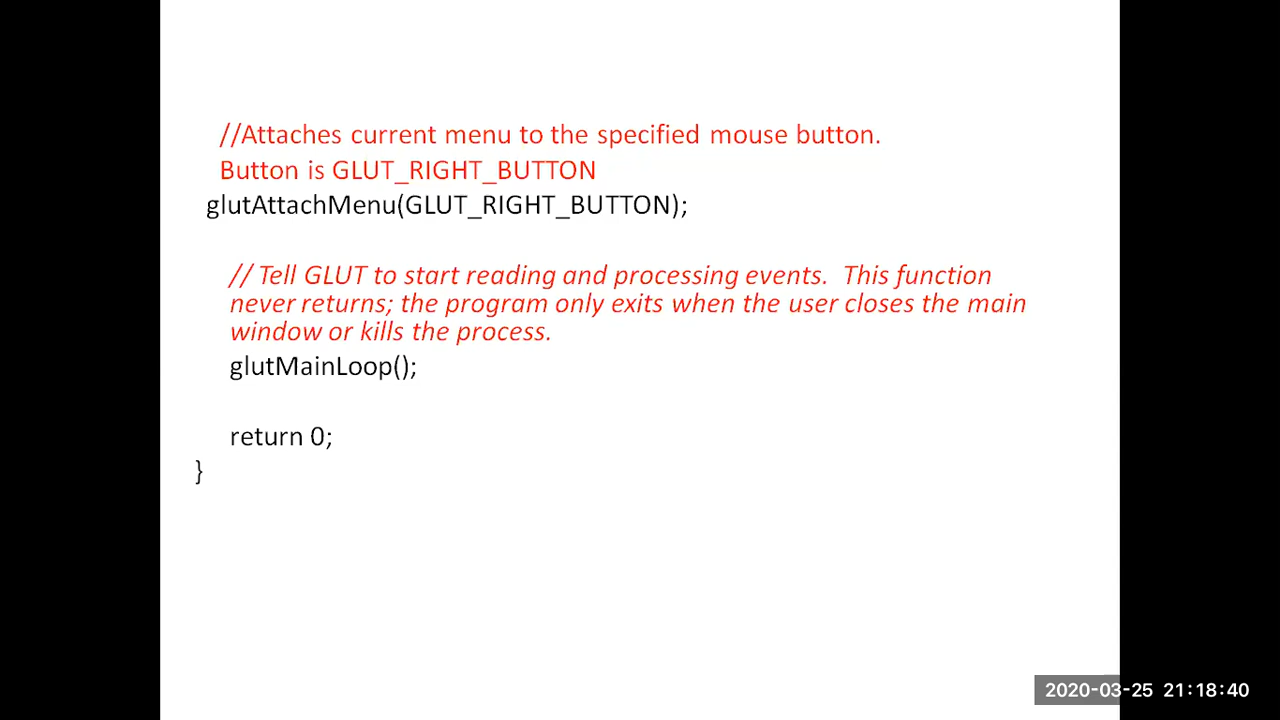 //Attaches current menu to the specified mouse button.
Button is GLUT_RIGHT_BUTTON
glutAttachMenu(GLUT_RIGHT_BUTTON);
// Tell GLUT to start reading and processing events.  This function
never returns; the program only exits when the user closes the main
window or kills the process.
glutMainLoop();
return 0;
}
2020-03-25 21:18:40